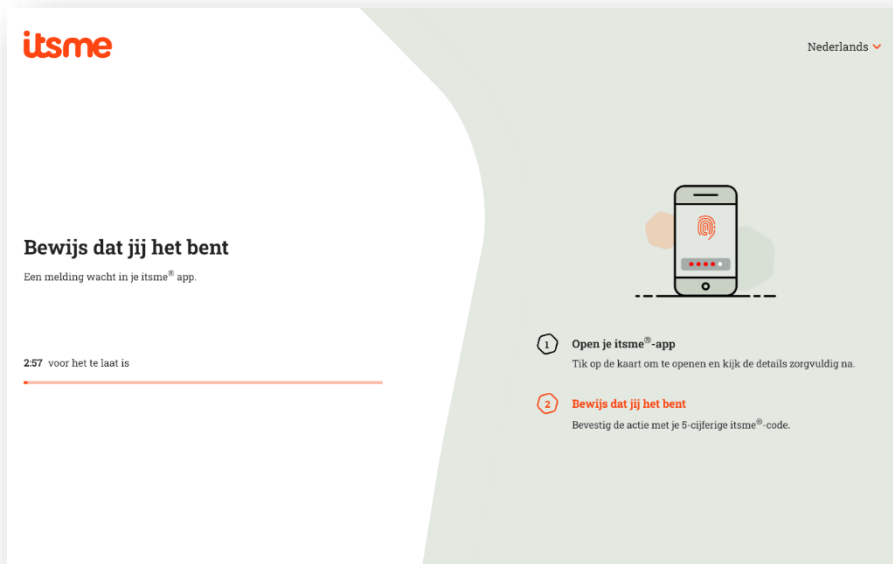 itsme
Nederlands
Bewijs dat jij het bent
Een melding wacht in je itsme® app.
2:57 voor het te laat is
1 Open je itsme®-app
Tik op de kaart om te openen en kijk de details zorgvuldig na.
2 Bewijs dat jij het bent
Bevestig de actie met je 5-cijferige itsme®-code.